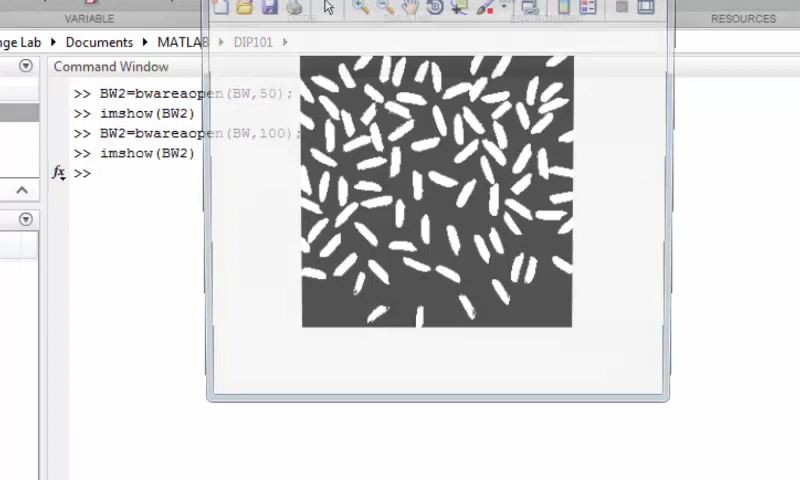 VARIABLE
RESOURCES
nge Lab ▸ Documents ▸ MATLAB ▸ DIP101 ▸
Command Window
>> BW2=bwareaopen(BW,50);
>> imshow(BW2)
>> BW2=bwareaopen(BW,100);
>> imshow(BW2)
fx >>